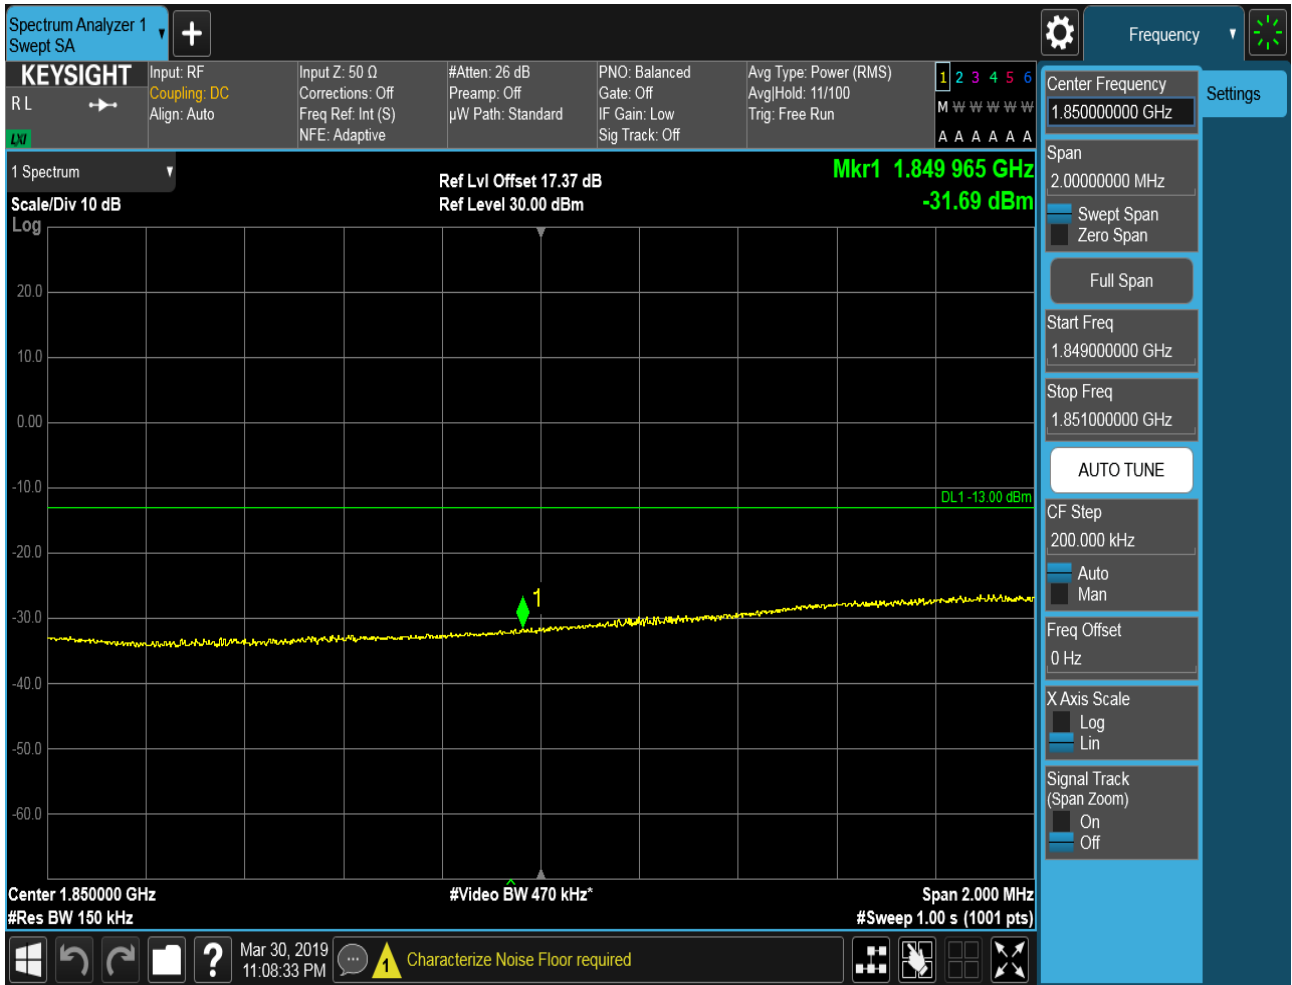 Spectrum Analyzer 1
Swept SA
Frequency
KEYSIGHT
R L
LXI
Input: RF
Coupling: DC
Align: Auto
Input Z: 50 Ω
Corrections: Off
Freq Ref: Int (S)
NFE: Adaptive
#Atten: 26 dB
Preamp: Off
µW Path: Standard
PNO: Balanced
Gate: Off
IF Gain: Low
Sig Track: Off
Avg Type: Power (RMS)
Avg|Hold: 11/100
Trig: Free Run
1 2 3 4 5 6
M W W W W W
A A A A A A
1 Spectrum
Scale/Div 10 dB
Log
Ref Lvl Offset 17.37 dB
Ref Level 30.00 dBm
Mkr1 1.849 965 GHz
-31.69 dBm
20.0
10.0
0.00
-10.0
DL1 -13.00 dBm
-20.0
1
-30.0
-40.0
-50.0
-60.0
Center 1.850000 GHz
#Res BW 150 kHz
#Video BW 470 kHz*
Span 2.000 MHz
#Sweep 1.00 s (1001 pts)
Center Frequency
1.850000000 GHz
Settings
Span
2.00000000 MHz
Swept Span
Zero Span
Full Span
Start Freq
1.849000000 GHz
Stop Freq
1.851000000 GHz
AUTO TUNE
CF Step
200.000 kHz
Auto
Man
Freq Offset
0 Hz
X Axis Scale
Log
Lin
Signal Track
(Span Zoom)
On
Off
?
Mar 30, 2019
11:08:33 PM
1
Characterize Noise Floor required